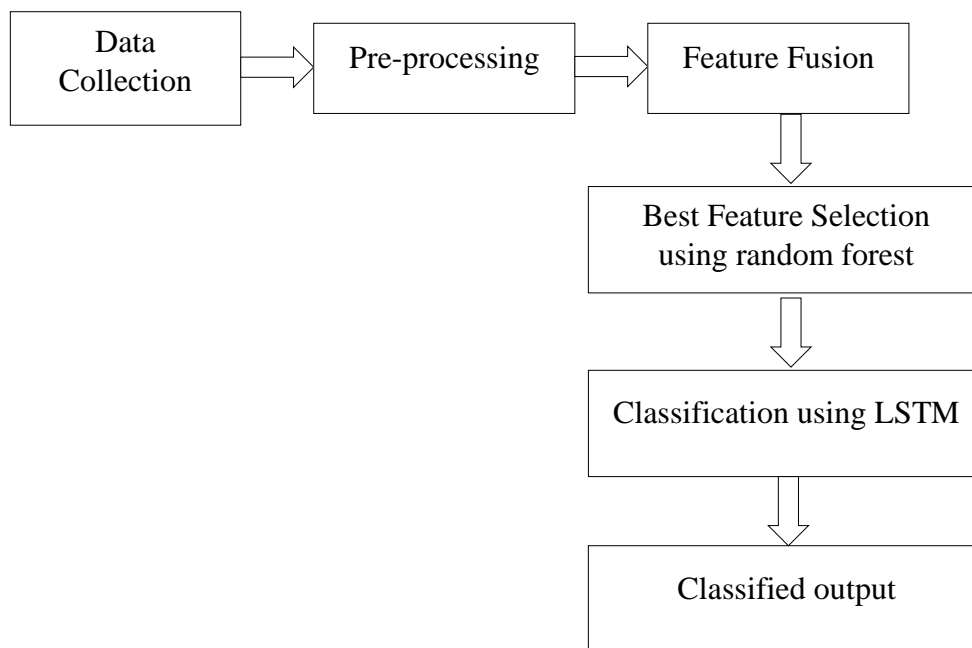 Data
Collection
Pre-processing
Feature Fusion
Best Feature Selection
using random forest
Classification using LSTM
Classified output